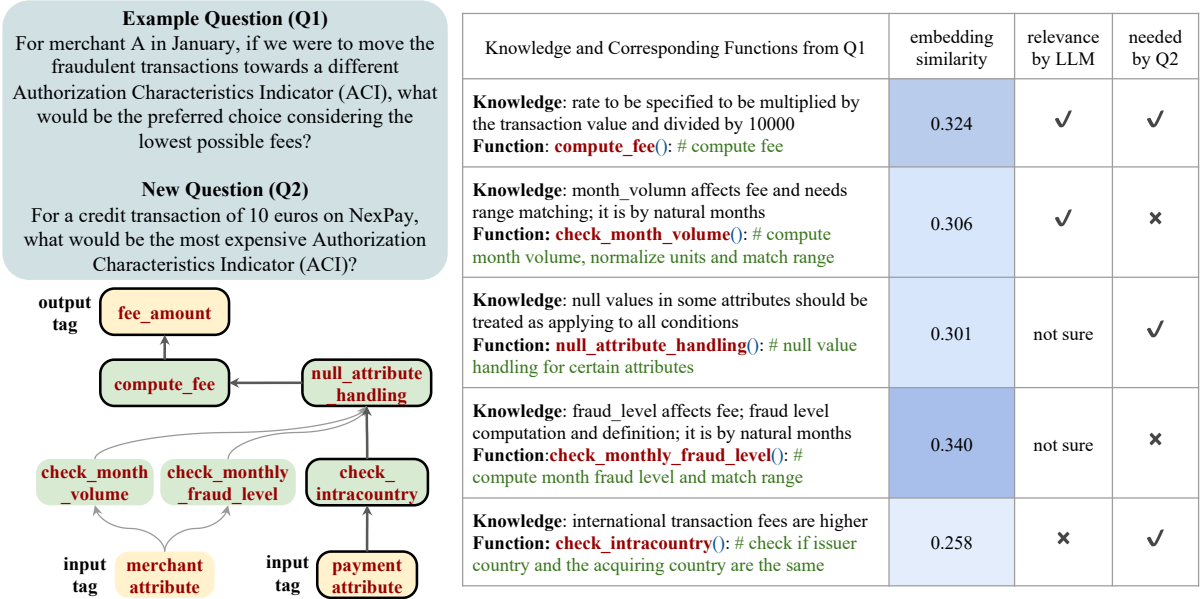 Example Question (Q1)
For merchant A in January, if we were to move the
fraudulent transactions towards a different
Authorization Characteristics Indicator (ACI), what
would be the preferred choice considering the
lowest possible fees?
New Question (Q2)
For a credit transaction of 10 euros on NexPay,
what would be the most expensive Authorization
Characteristics Indicator (ACI)?
output
tag
fee_amount
compute_fee
null_attribute
_handling
check_month
_volume
check_monthly
_fraud_level
check_
intracountry
input
tag
merchant
attribute
input
tag
payment
attribute
Knowledge and Corresponding Functions from Q1
embedding
similarity
relevance
by LLM
needed
by Q2
Knowledge: rate to be specified to be multiplied by
the transaction value and divided by 10000
Function: compute_fee(): # compute fee
0.324
✓
✓
Knowledge: month_volumn affects fee and needs
range matching; it is by natural months
Function: check_month_volume(): # compute
month volume, normalize units and match range
0.306
✓
×
Knowledge: null values in some attributes should be
treated as applying to all conditions
Function: null_attribute_handling(): # null value
handling for certain attributes
0.301
not sure
✓
Knowledge: fraud_level affects fee; fraud level
computation and definition; it is by natural months
Function:check_monthly_fraud_level(): #
compute month fraud level and match range
0.340
not sure
×
Knowledge: international transaction fees are higher
Function: check_intracountry(): # check if issuer
country and the acquiring country are the same
0.258
×
✓